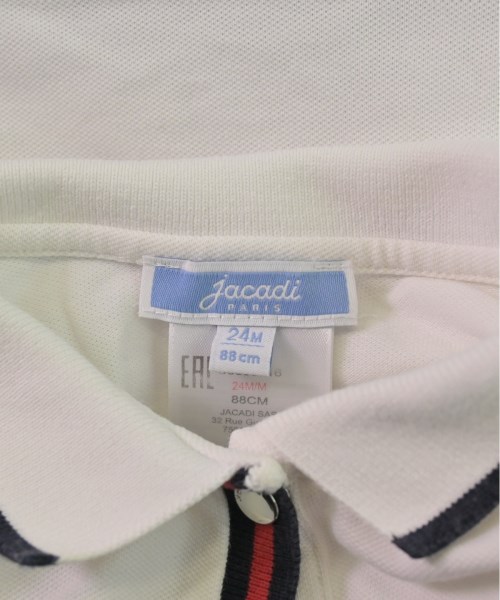 jacadi
PARIS
24M
88cm
EAC
24M/M
88CM
JACADI SAS
32 Rue G